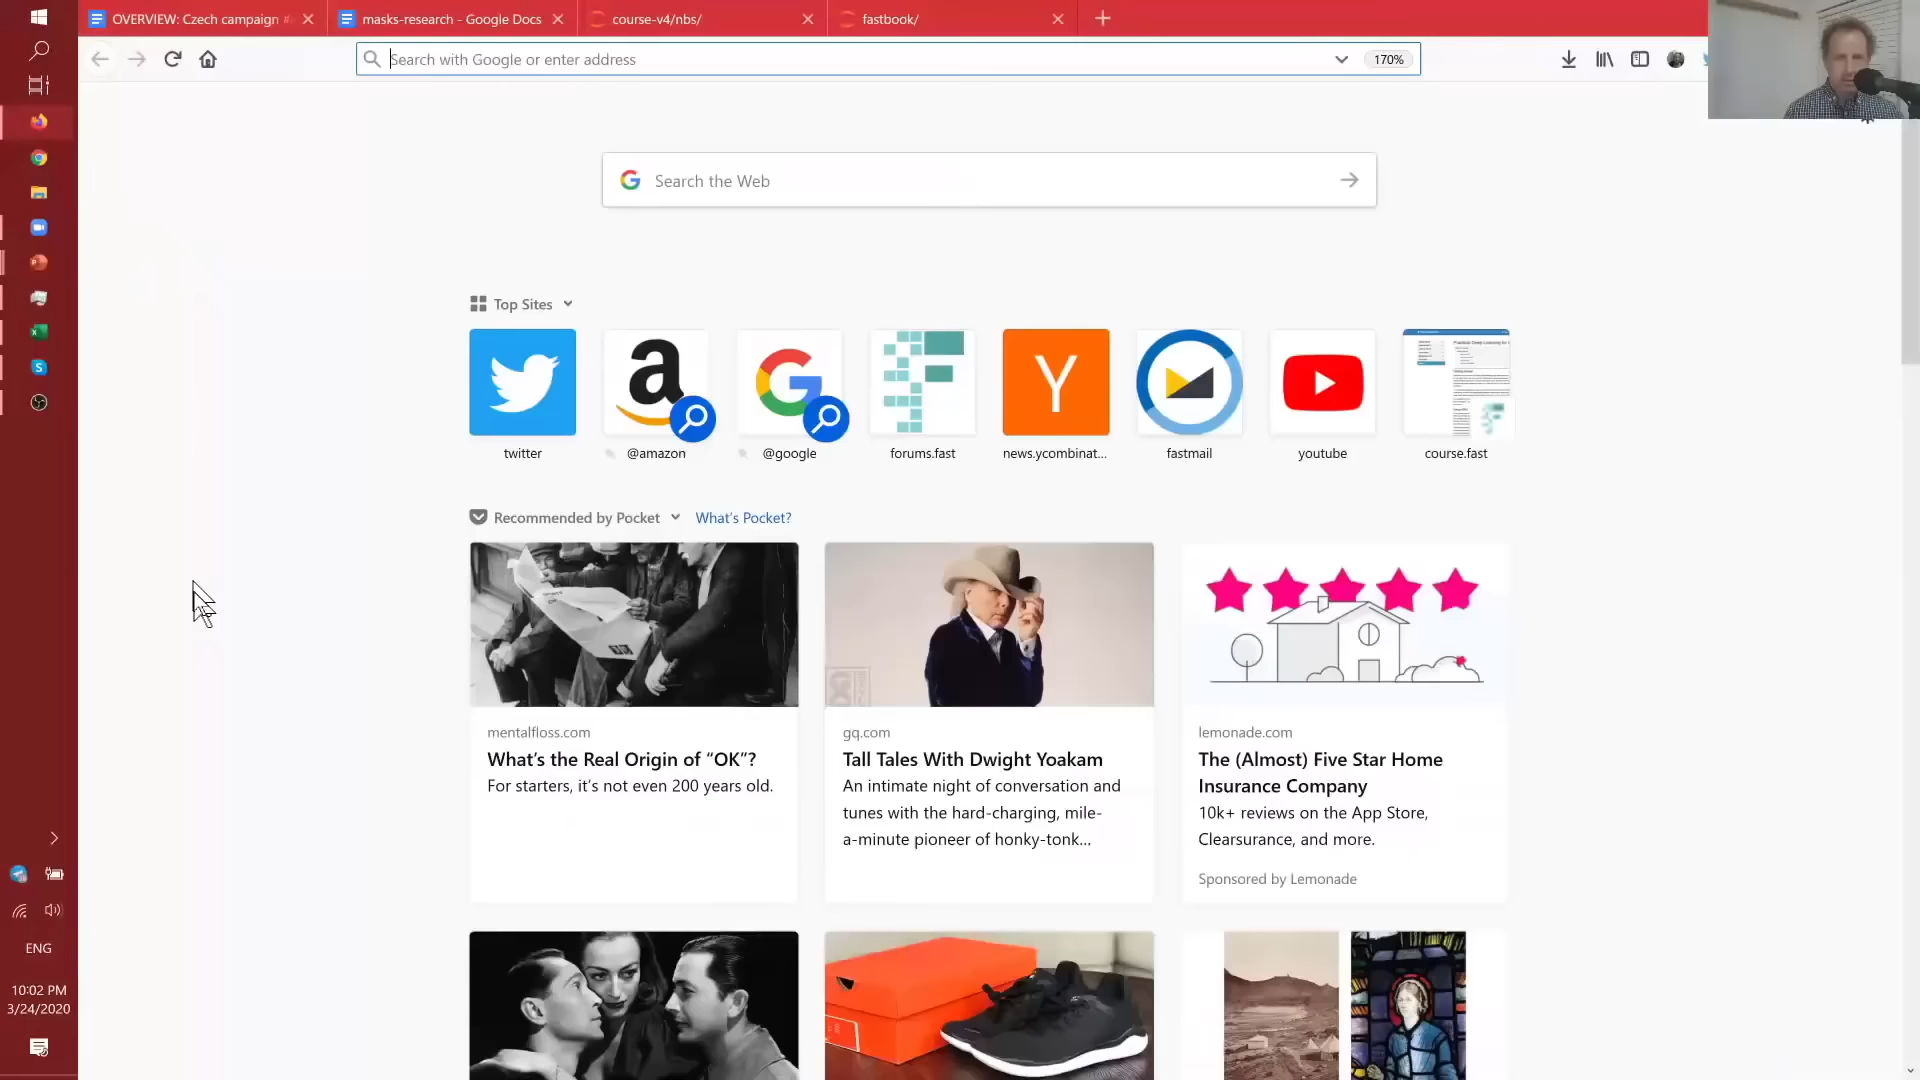 OVERVIEW: Czech campaign
masks-research - Google Docs
course-v4/nbs/
fastbook/
Search with Google or enter address
170%
Search the Web
Top Sites
twitter
@amazon
@google
forums.fast
news.ycombinat...
fastmail
youtube
course.fast
Recommended by Pocket
What's Pocket?
mentalfloss.com
What's the Real Origin of “OK”?
For starters, it's not even 200 years old.
gq.com
Tall Tales With Dwight Yoakam
An intimate night of conversation and
tunes with the hard-charging, mile-
a-minute pioneer of honky-tonk...
lemonade.com
The (Almost) Five Star Home
Insurance Company
10k+ reviews on the App Store,
Clearsurance, and more.
Sponsored by Lemonade
ENG
10:02 PM
3/24/2020